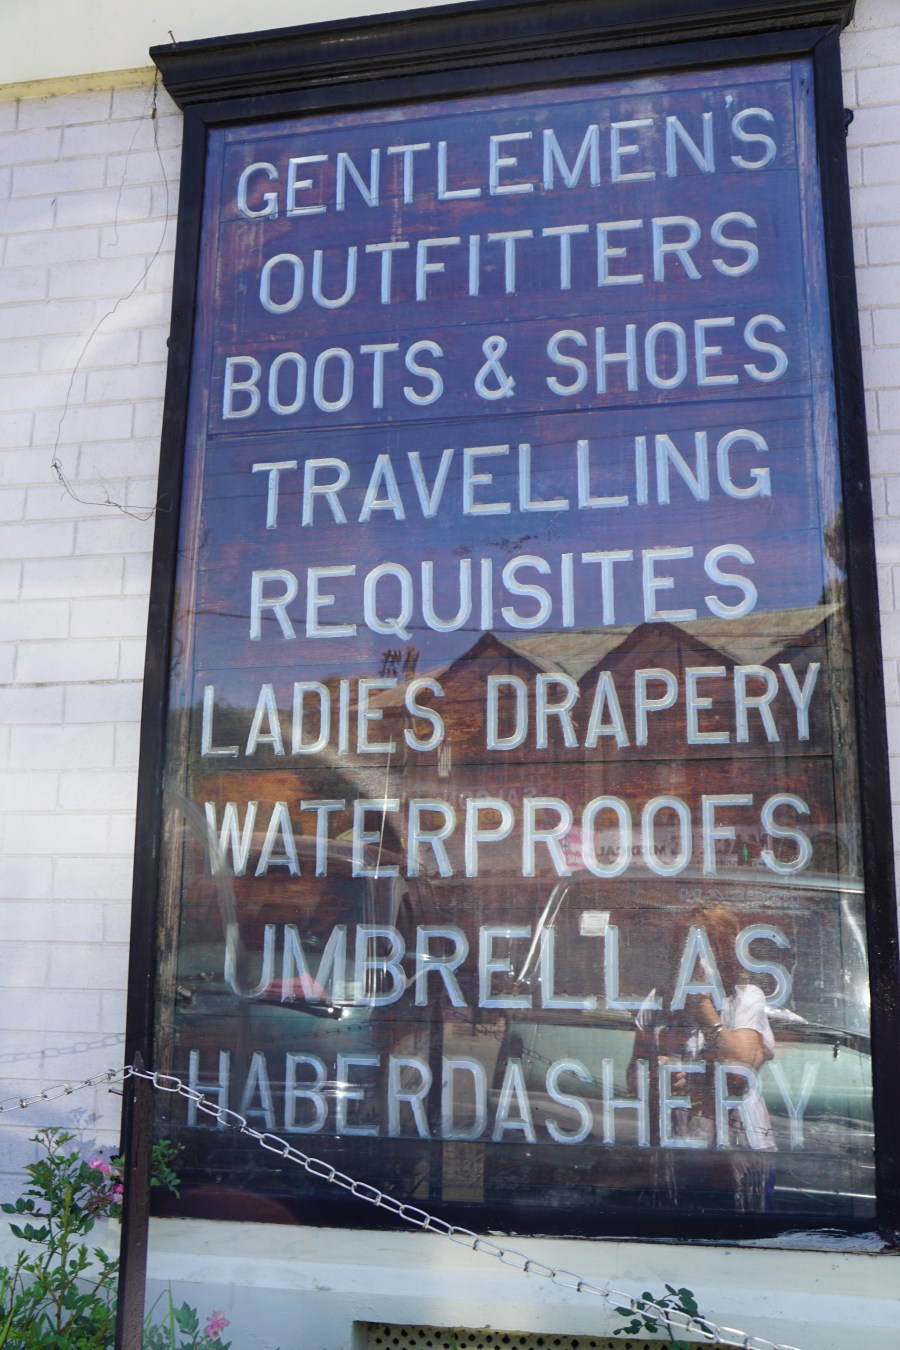 GENTLEMEN'S
OUTFITTERS
BOOTS & SHOES
TRAVELLING
REQUISITES
LADIES DRAPERY
WATERPROOFS
UMBRELLAS
HABERDASHERY